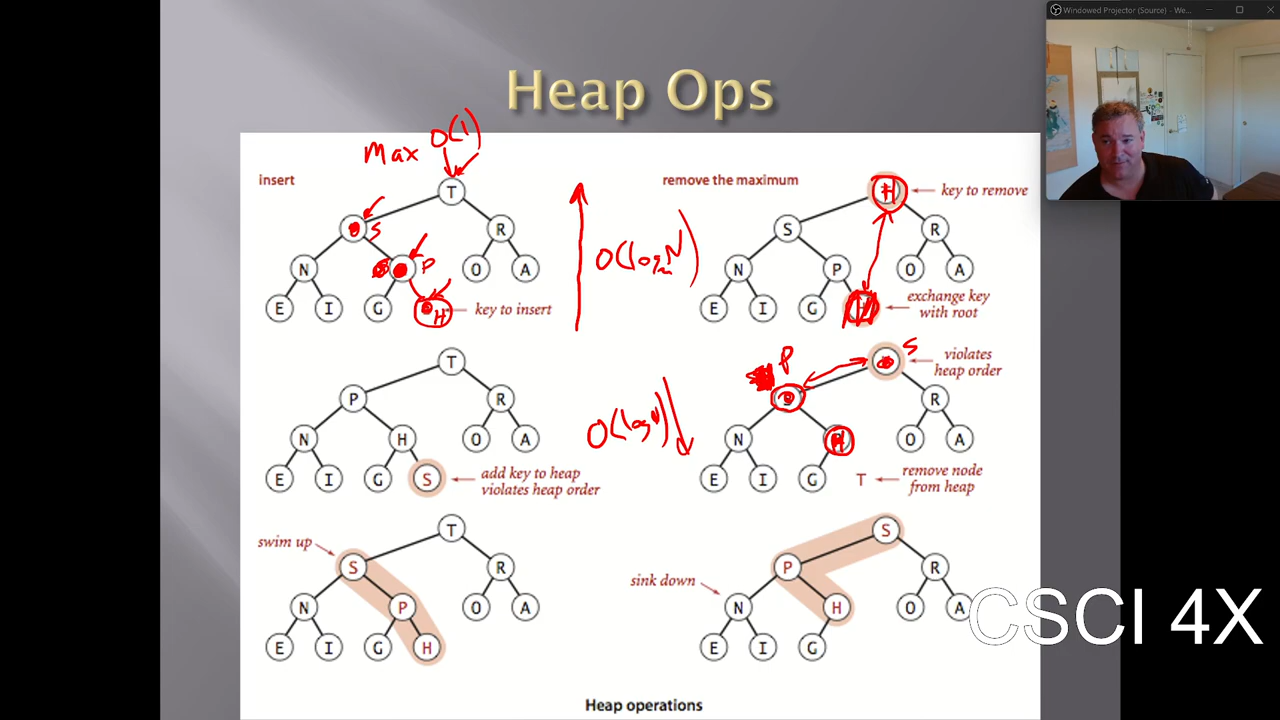 Windowed Projector (Source) - We...
Heap Ops
Max O(1)
insert
T
S
S
R
N
P
O
A
E
I
G
H
key to insert
O(log₂N)
remove the maximum
H
key to remove
S
R
N
P
O
A
E
I
G
exchange key
with root
T
P
R
N
H
O
A
E
I
G
S
add key to heap
violates heap order
O(log N)
P
S
violates
heap order
R
N
H
O
A
E
I
G
T
remove node
from heap
swim up
T
S
R
N
P
O
A
E
I
G
H
sink down
S
P
R
N
H
O
A
E
I
G
CSCI 4X
Heap operations